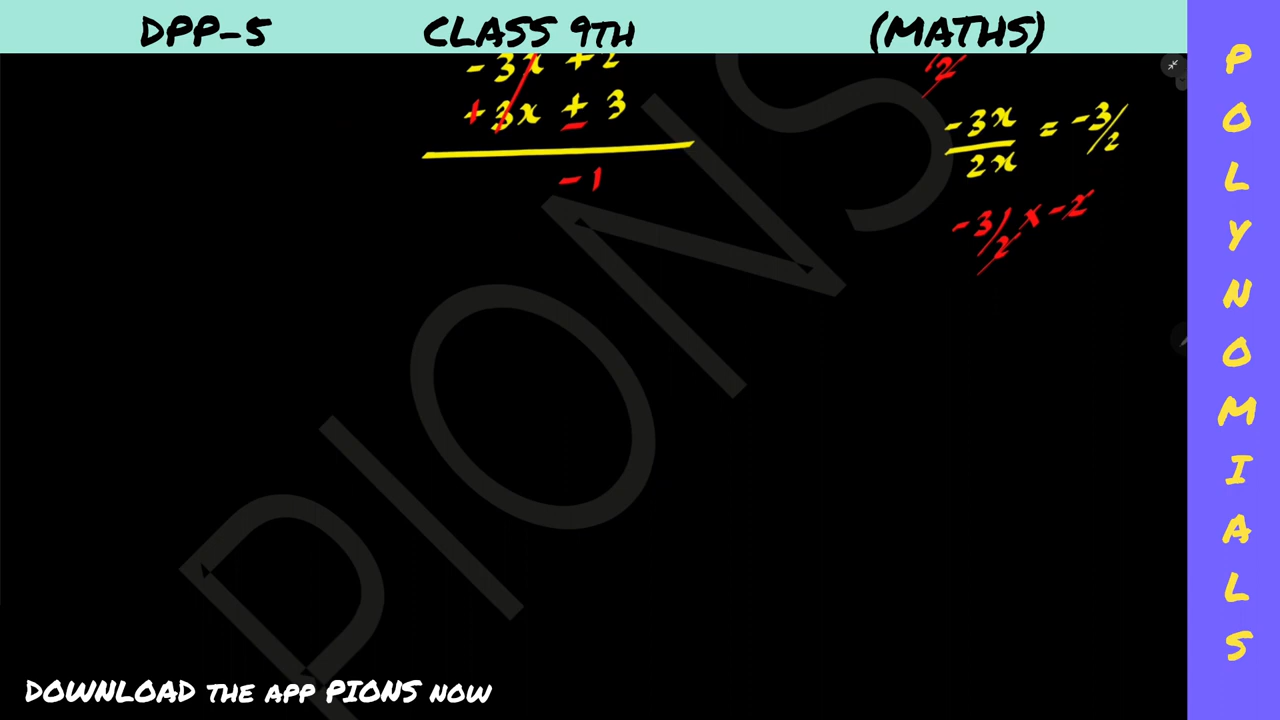 DPP-5 CLASS 9TH (MATHS)
-3x + 2
-3x + 3
+ -
-1
-3x/2x = -3/2
-3/2 x -2
PIONS
POLYNOMIALS
DOWNLOAD THE APP PIONS NOW